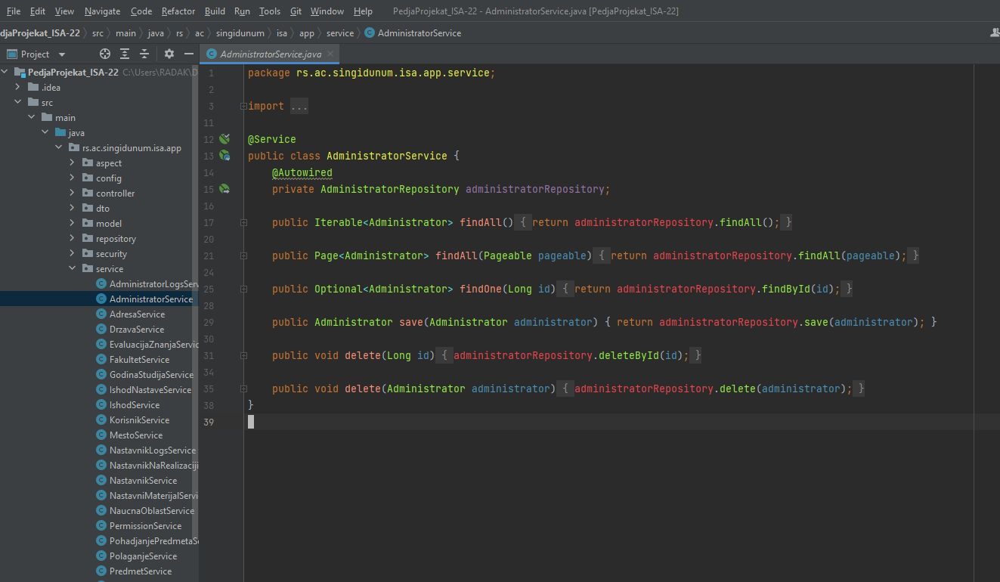 File Edit View Navigate Code Refactor Build Run Tools Git Window Help PedjaProjekat_ISA-22 - AdministratorService.java [PedjaProjekat_ISA-22]
djaProjekat_ISA-22 src main java rs ac singidunum isa app service AdministratorService
Project
AdministratorService.java
PedjaProjekat_ISA-22 C:\Users\RADAK\D
.idea
src
main
java
rs.ac.singidunum.isa.app
aspect
config
controller
dto
model
repository
security
service
AdministratorLogsServ
AdministratorService
AdresaService
DrzavaService
EvaluacijaZnanjaServic
FakultetService
GodinaStudijaService
IshodNastaveService
IshodService
KorisnikService
MestoService
NastavnikLogsService
NastavnikNaRealizaciji
NastavnikService
NastavniMaterijalServi
NaucnaOblastService
PermissionService
PohadjanjePredmetaSe
PolaganjeService
PredmetService
1 package rs.ac.singidunum.isa.app.service;
2
3 import ...
11
12 @Service
13 public class AdministratorService {
14 @Autowired
15 private AdministratorRepository administratorRepository;
16
17 public Iterable<Administrator> findAll() { return administratorRepository.findAll(); }
20
21 public Page<Administrator> findAll(Pageable pageable) { return administratorRepository.findAll(pageable); }
24
25 public Optional<Administrator> findOne(Long id) { return administratorRepository.findById(id); }
28
29 public Administrator save(Administrator administrator) { return administratorRepository.save(administrator); }
30
31 public void delete(Long id) { administratorRepository.deleteById(id); }
34
35 public void delete(Administrator administrator) { administratorRepository.delete(administrator); }
38 }
39